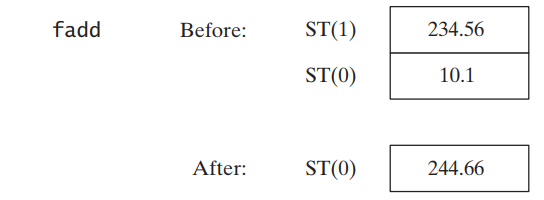 fadd Before: ST(1) 234.56
ST(0) 10.1
After: ST(0) 244.66